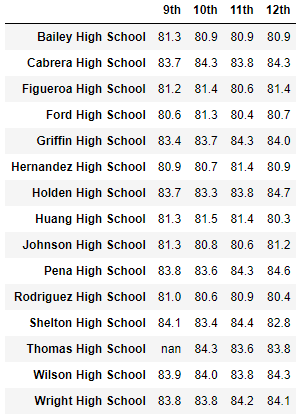 9th 10th 11th 12th
Bailey High School 81.3 80.9 80.9 80.9
Cabrera High School 83.7 84.3 83.8 84.3
Figueroa High School 81.2 81.4 80.6 81.4
Ford High School 80.6 81.3 80.4 80.7
Griffin High School 83.4 83.7 84.3 84.0
Hernandez High School 80.9 80.7 81.4 80.9
Holden High School 83.7 83.3 83.8 84.7
Huang High School 81.3 81.5 81.4 80.3
Johnson High School 81.3 80.8 80.6 81.2
Pena High School 83.8 83.6 84.3 84.6
Rodriguez High School 81.0 80.6 80.9 80.4
Shelton High School 84.1 83.4 84.4 82.8
Thomas High School nan 84.3 83.6 83.8
Wilson High School 83.9 84.0 83.8 84.3
Wright High School 83.8 83.8 84.2 84.1